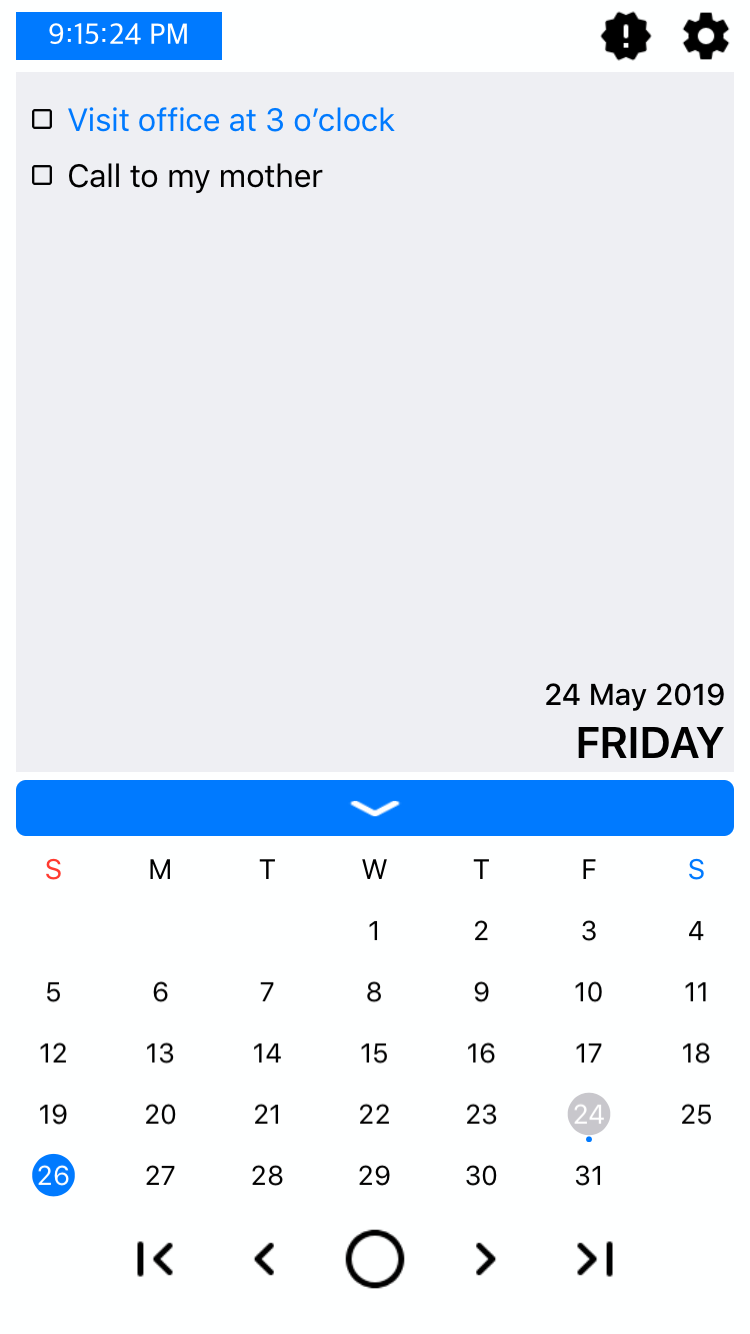 9:15:24 PM
Visit office at 3 o’clock
Call to my mother
24 May 2019
FRIDAY
S M T W T F S
1 2 3 4
5 6 7 8 9 10 11
12 13 14 15 16 17 18
19 20 21 22 23 24 25
26 27 28 29 30 31